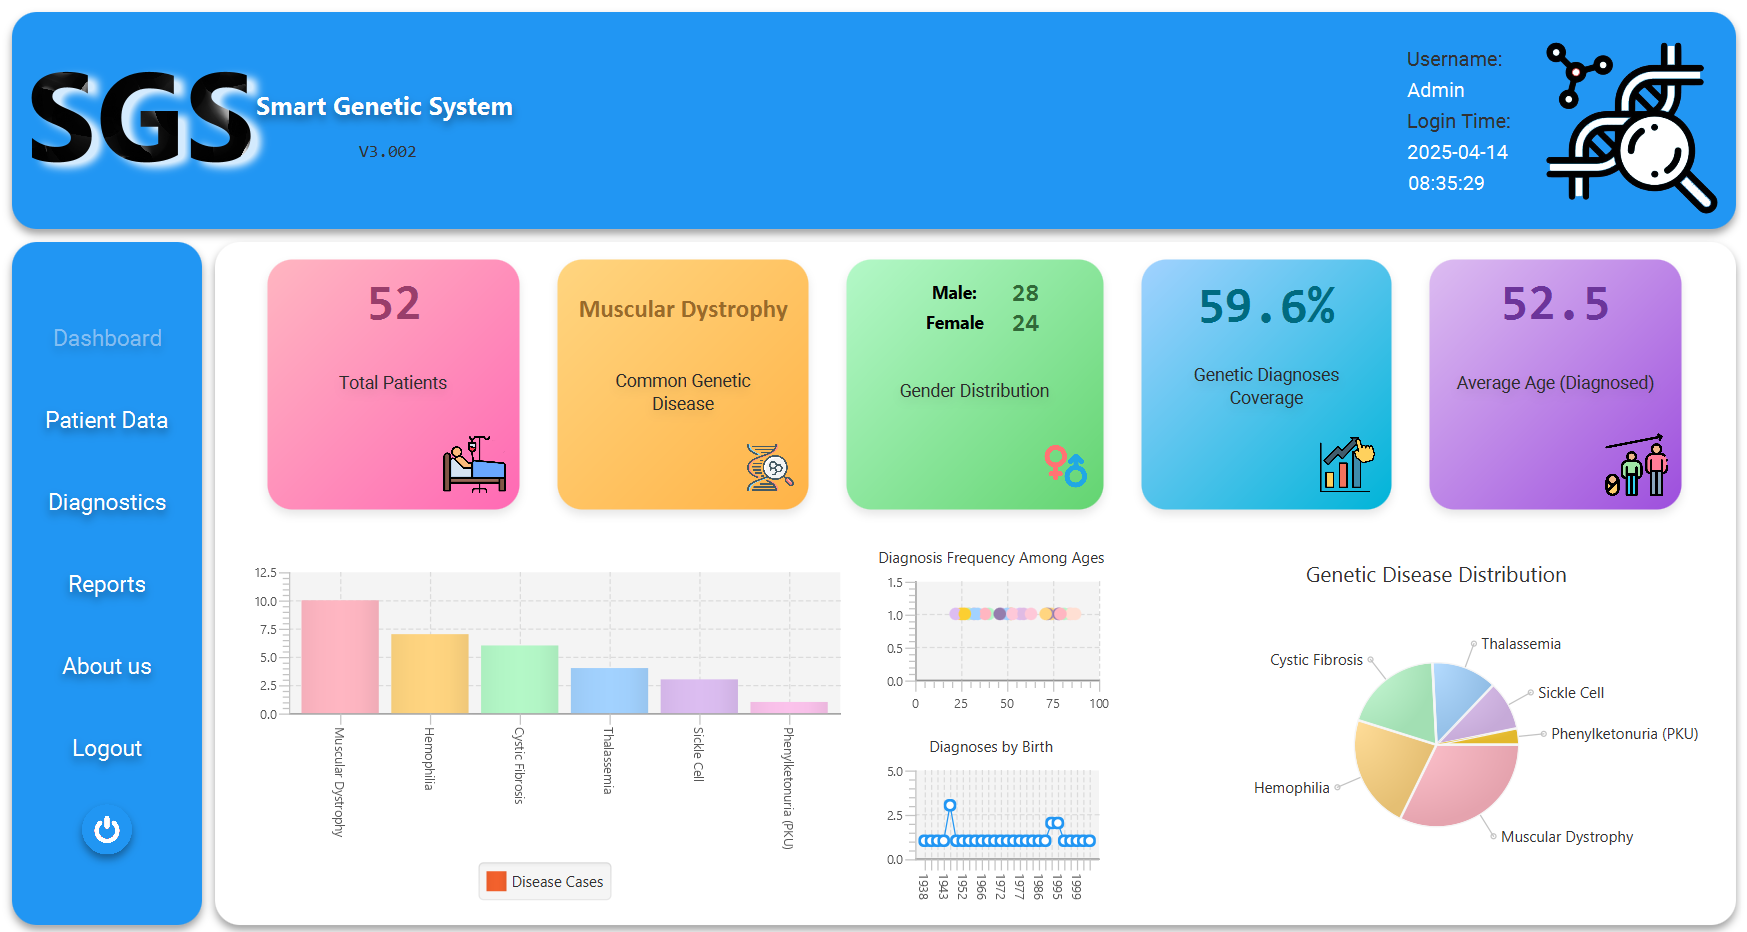 SGS
Smart Genetic System
V3.002
Username:
Admin
Login Time:
2025-04-14
08:35:29
Dashboard
Patient Data
Diagnostics
Reports
About us
Logout
52
Total Patients
Muscular Dystrophy
Common Genetic
Disease
Male: 28
Female 24
Gender Distribution
59.6%
Genetic Diagnoses
Coverage
52.5
Average Age (Diagnosed)
12.5
10.0
7.5
5.0
2.5
0.0
Muscular Dystrophy
Hemophilia
Cystic Fibrosis
Thalassemia
Sickle Cell
Phenylketonuria (PKU)
Disease Cases
Diagnosis Frequency Among Ages
1.5
1.0
0.5
0.0
0 25 50 75 100
Diagnoses by Birth
5.0
2.5
0.0
1938 1943 1952 1966 1972 1977 1986 1995 1999
Genetic Disease Distribution
Thalassemia
Cystic Fibrosis
Sickle Cell
Phenylketonuria (PKU)
Hemophilia
Muscular Dystrophy